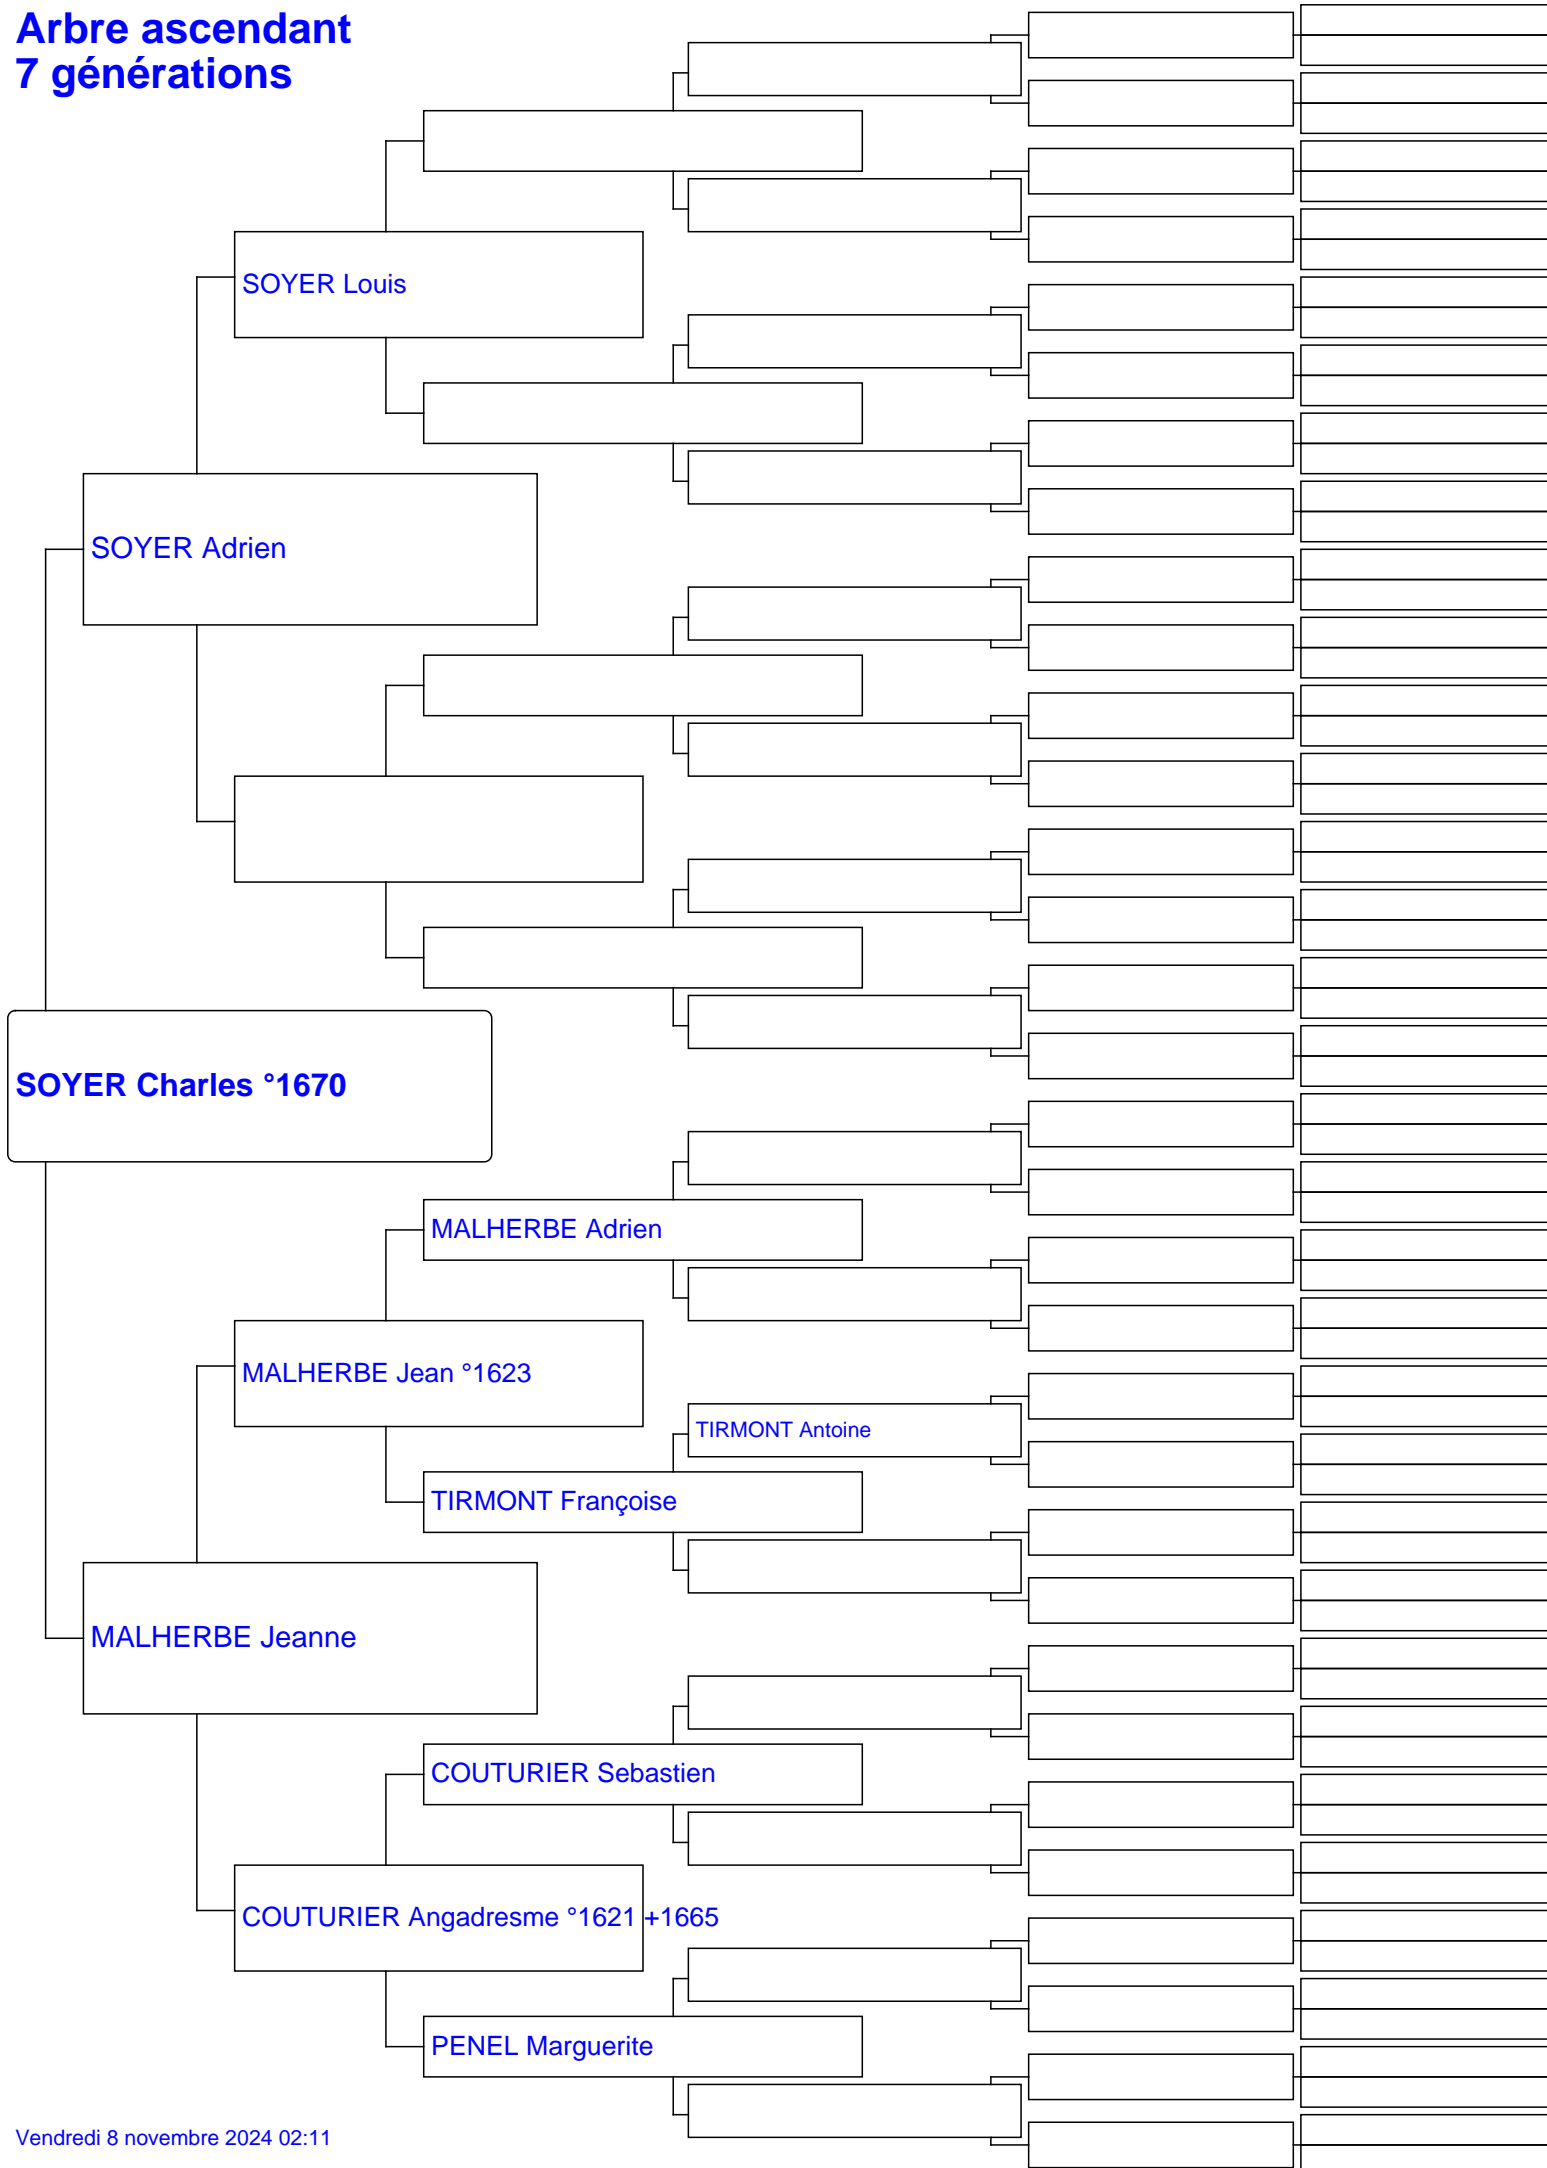 Arbre ascendant
7 générations
SOYER Louis
SOYER Adrien
SOYER Charles °1670
MALHERBE Adrien
MALHERBE Jean °1623
TIRMONT Antoine
TIRMONT Françoise
MALHERBE Jeanne
COUTURIER Sebastien
COUTURIER Angadresme °1621 +1665
PENEL Marguerite
Vendredi 8 novembre 2024 02:11